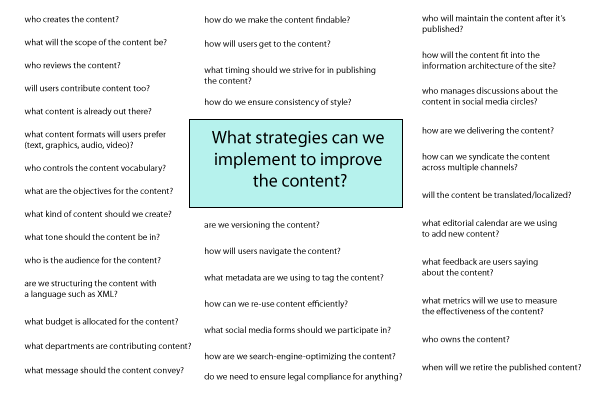 who creates the content?
what will the scope of the content be?
who reviews the content?
will users contribute content too?
what content is already out there?
what content formats will users prefer
(text, graphics, audio, video)?
who controls the content vocabulary?
what are the objectives for the content?
what kind of content should we create?
what tone should the content be in?
who is the audience for the content?
are we structuring the content with
a language such as XML?
what budget is allocated for the content?
what departments are contributing content?
what message should the content convey?
how do we make the content findable?
how will users get to the content?
what timing should we strive for in publishing
the content?
how do we ensure consistency of style?
What strategies can we
implement to improve
the content?
are we versioning the content?
how will users navigate the content?
what metadata are we using to tag the content?
how can we re-use content efficiently?
what social media forms should we participate in?
how are we search-engine-optimizing the content?
do we need to ensure legal compliance for anything?
who will maintain the content after it's
published?
how will the content fit into the
information architecture of the site?
who manages discussions about the
content in social media circles?
how are we delivering the content?
how can we syndicate the content
across multiple channels?
will the content be translated/localized?
what editorial calendar are we using
to add new content?
what feedback are users saying
about the content?
what metrics will we use to measure
the effectiveness of the content?
who owns the content?
when will we retire the published content?